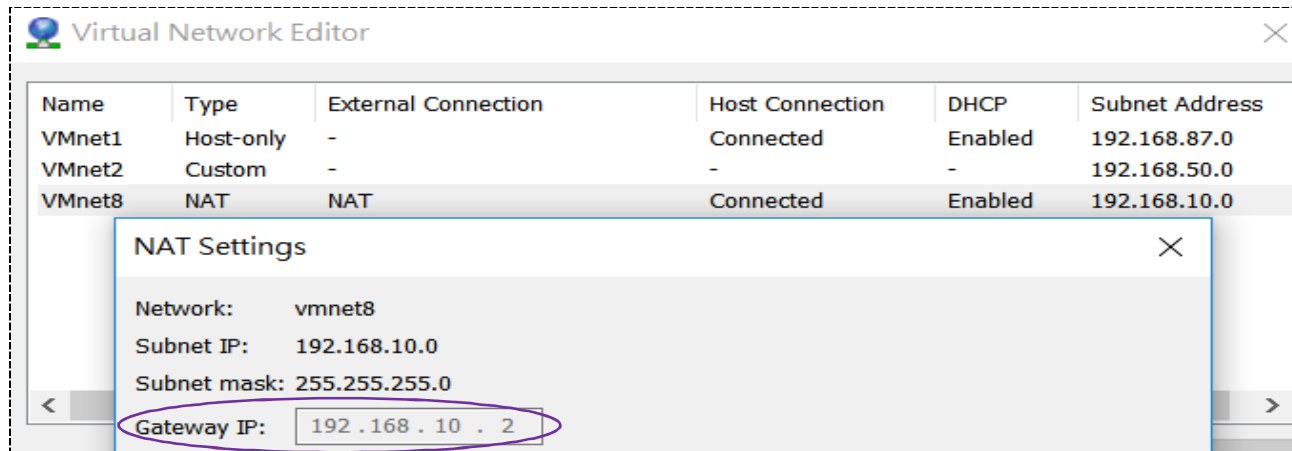 Virtual Network Editor
Name Type External Connection Host Connection DHCP Subnet Address
VMnet1 Host-only - Connected Enabled 192.168.87.0
VMnet2 Custom - - - 192.168.50.0
VMnet8 NAT NAT Connected Enabled 192.168.10.0
NAT Settings
Network: vmnet8
Subnet IP: 192.168.10.0
Subnet mask: 255.255.255.0
Gateway IP: 192 . 168 . 10 . 2